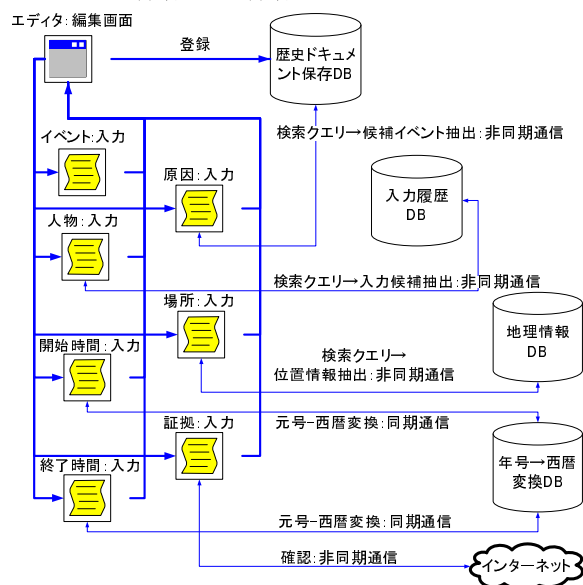 エディタ:編集画面
登録
歴史ドキュメ
ント保存DB
検索クエリ→候補イベント抽出:非同期通信
イベント:入力
原因:入力
入力履歴
DB
人物:入力
検索クエリ→入力候補抽出:非同期通信
場所:入力
地理情報
DB
開始時間:入力
検索クエリ→
位置情報抽出:非同期通信
証拠:入力
元号-西暦変換:同期通信
年号→西暦
変換DB
終了時間:入力
元号-西暦変換:同期通信
確認:非同期通信
インターネット